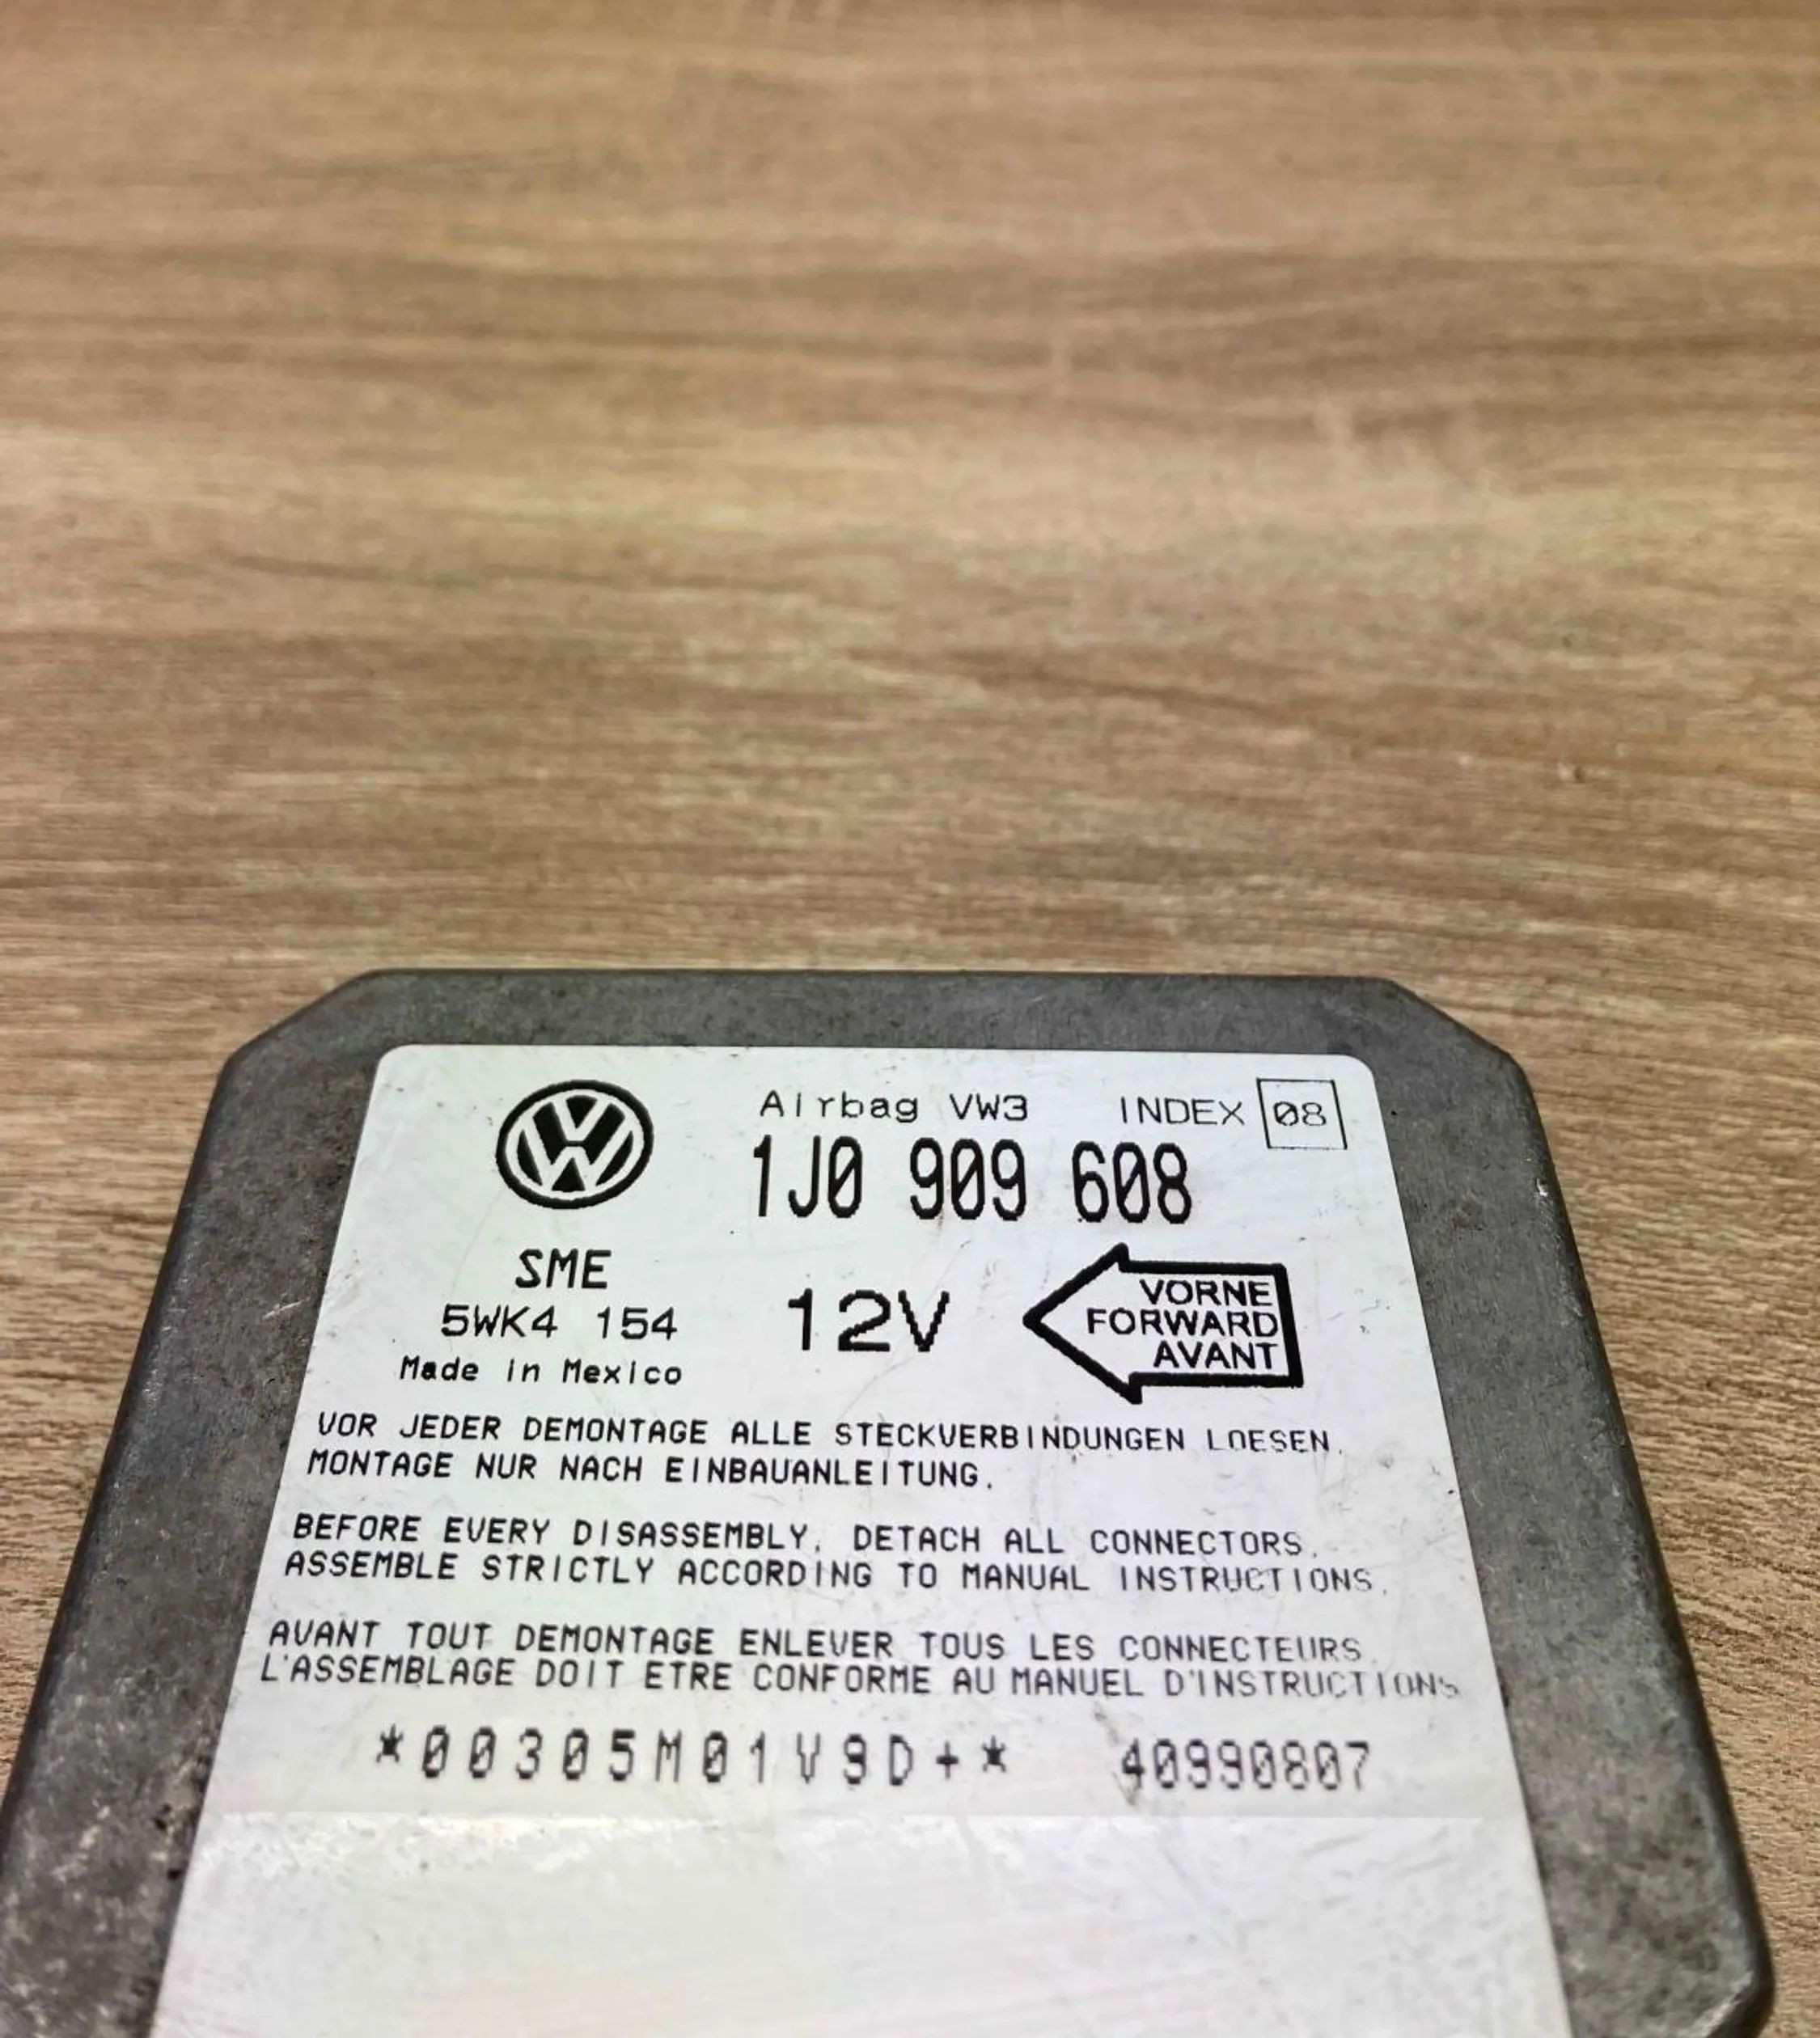 Airbag VW3 INDEX 08
1J0 909 608
SME
5WK4 154
Made in Mexico
12V
VORNE
FORWARD
AVANT
VOR JEDER DEMONTAGE ALLE STECKVERBINDUNGEN LOESEN.
MONTAGE NUR NACH EINBAUANLEITUNG.
BEFORE EVERY DISASSEMBLY, DETACH ALL CONNECTORS.
ASSEMBLE STRICTLY ACCORDING TO MANUAL INSTRUCTIONS.
AVANT TOUT DEMONTAGE ENLEVER TOUS LES CONNECTEURS.
L'ASSEMBLAGE DOIT ETRE CONFORME AU MANUEL D'INSTRUCTIONS
*00305M01V9D+* 40990807